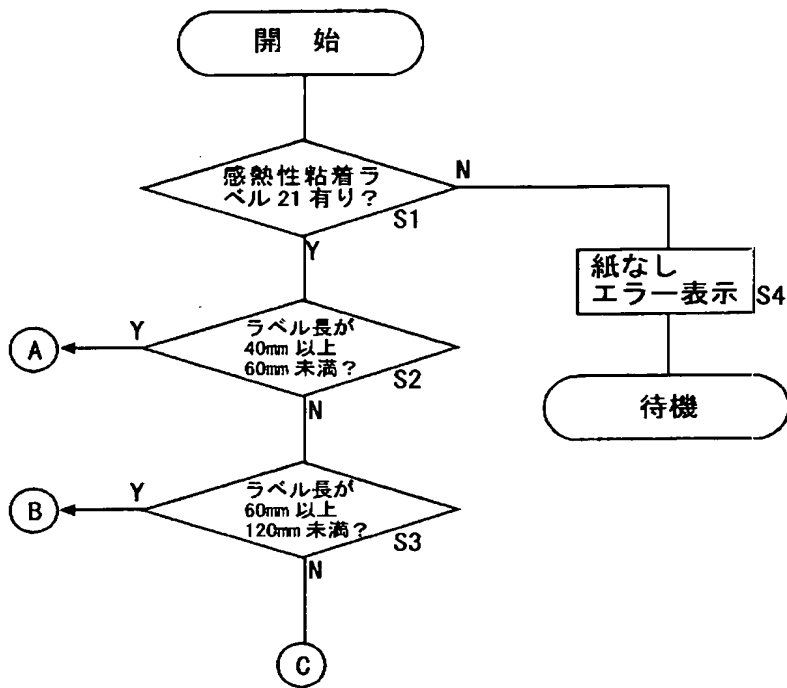 開 始
感熱性粘着ラ
ベル 21 有り？
S1
N
Y
紙なし
エラー表示
S4
待機
ラベル長が
40mm 以上
60mm 未満？
S2
Y
A
N
ラベル長が
60mm 以上
120mm 未満？
S3
Y
B
N
C